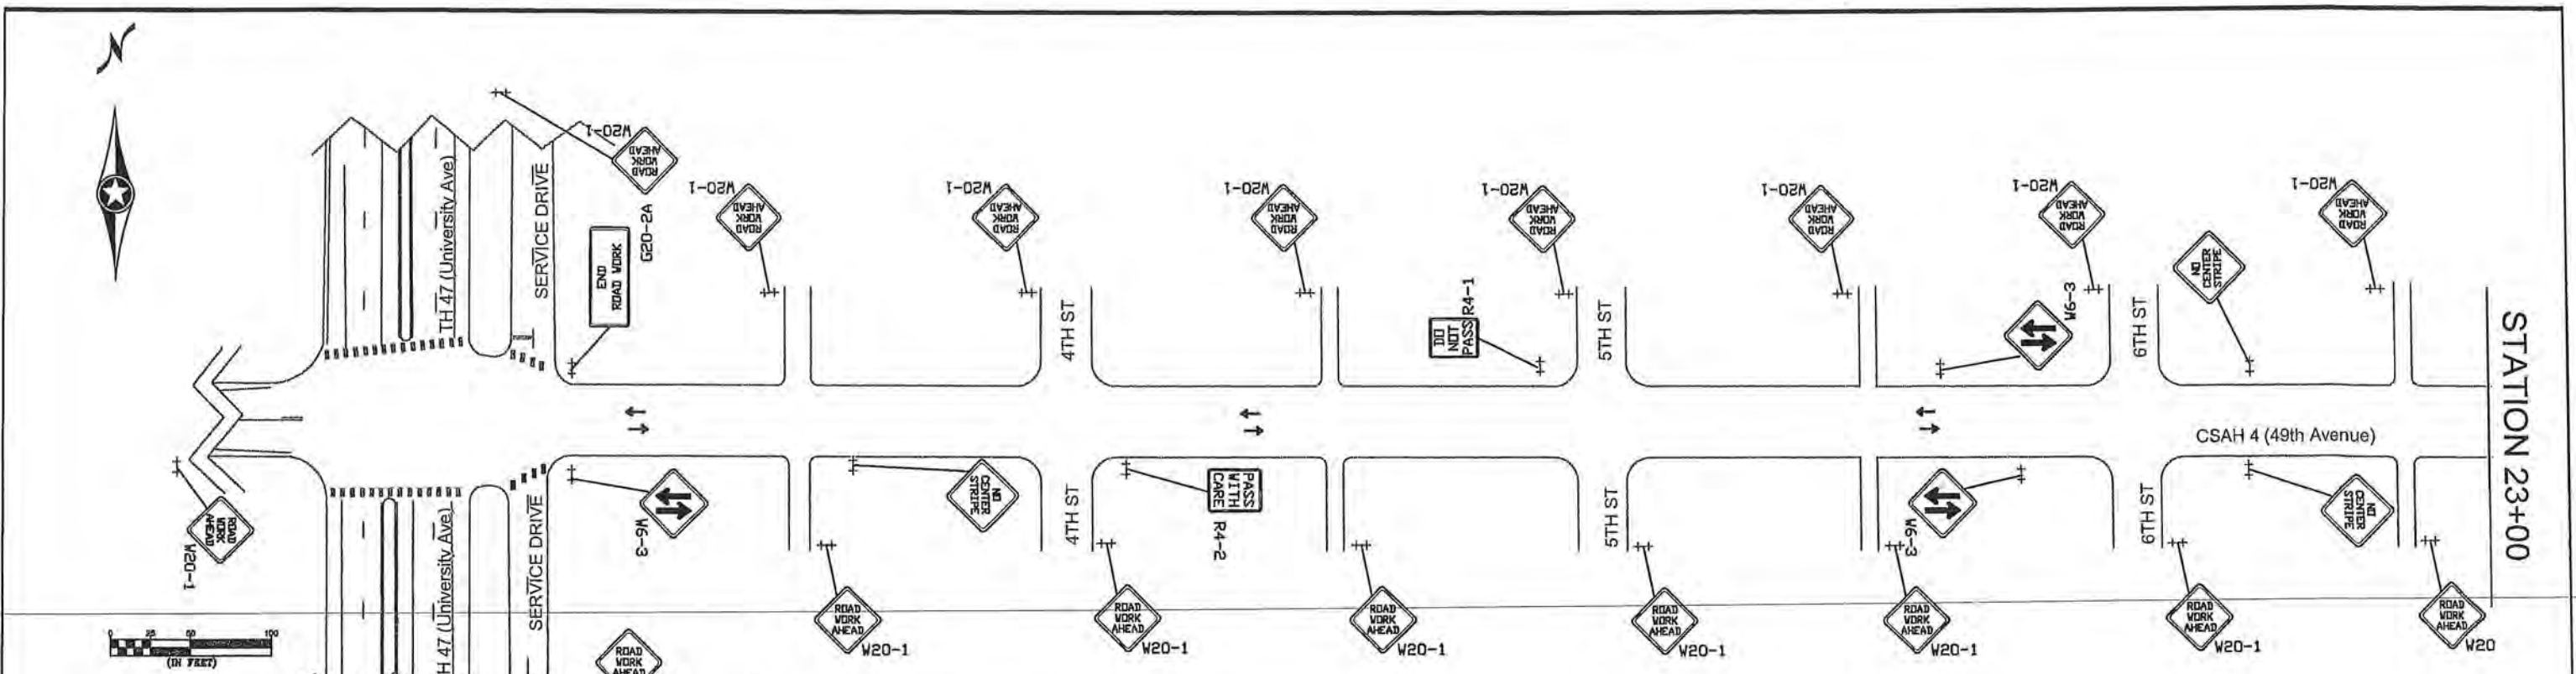 N
W20-1
ROAD
WORK
AHEAD
W20-1
ROAD
WORK
AHEAD
W20-1
ROAD
WORK
AHEAD
W20-1
ROAD
WORK
AHEAD
W20-1
ROAD
WORK
AHEAD
W20-1
ROAD
WORK
AHEAD
W20-1
ROAD
WORK
AHEAD
W20-1
ROAD
WORK
AHEAD
TH 47 (University Ave)
SERVICE DRIVE
END
ROAD WORK
G20-2A
4TH ST
DO
NOT
PASS
R4-1
5TH ST
W6-3
6TH ST
NO
CENTER
STRIPE
STATION 23+00
CSAH 4 (49th Avenue)
ROAD
WORK
AHEAD
W20-1
H 47 (University Ave)
SERVICE DRIVE
W6-3
NO
CENTER
STRIPE
4TH ST
PASS
WITH
CARE
R4-2
5TH ST
W6-3
6TH ST
NO
CENTER
STRIPE
0 25 50 100
(IN FEET)
ROAD
WORK
AHEAD
ROAD
WORK
AHEAD
W20-1
ROAD
WORK
AHEAD
W20-1
ROAD
WORK
AHEAD
W20-1
ROAD
WORK
AHEAD
W20-1
ROAD
WORK
AHEAD
W20-1
ROAD
WORK
AHEAD
W20-1
ROAD
WORK
AHEAD
W20